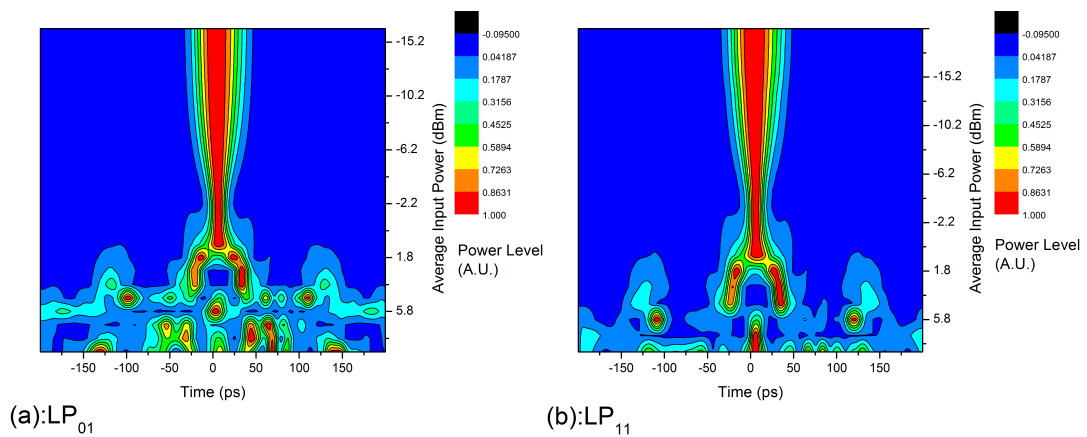 -15.2
-10.2
-6.2
-2.2
1.8
5.8
Average Input Power (dBm)
-150 -100 -50 0 50 100 150
Time (ps)
-0.09500
0.04187
0.1787
0.3156
0.4525
0.5894
0.7263
0.8631
1.000
Power Level
(A.U.)
(a):LP01
-15.2
-10.2
-6.2
-2.2
1.8
5.8
Average Input Power (dBm)
-150 -100 -50 0 50 100 150
Time (ps)
-0.09500
0.04187
0.1787
0.3156
0.4525
0.5894
0.7263
0.8631
1.000
Power Level
(A.U.)
(b):LP11